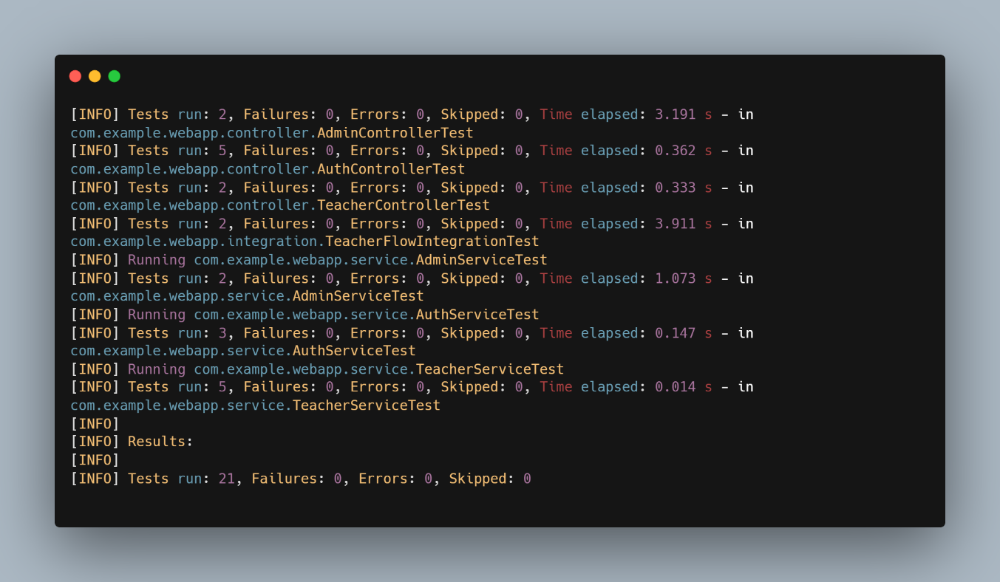 [INFO] Tests run: 2, Failures: 0, Errors: 0, Skipped: 0, Time elapsed: 3.191 s - in
com.example.webapp.controller.AdminControllerTest
[INFO] Tests run: 5, Failures: 0, Errors: 0, Skipped: 0, Time elapsed: 0.362 s - in
com.example.webapp.controller.AuthControllerTest
[INFO] Tests run: 2, Failures: 0, Errors: 0, Skipped: 0, Time elapsed: 0.333 s - in
com.example.webapp.controller.TeacherControllerTest
[INFO] Tests run: 2, Failures: 0, Errors: 0, Skipped: 0, Time elapsed: 3.911 s - in
com.example.webapp.integration.TeacherFlowIntegrationTest
[INFO] Running com.example.webapp.service.AdminServiceTest
[INFO] Tests run: 2, Failures: 0, Errors: 0, Skipped: 0, Time elapsed: 1.073 s - in
com.example.webapp.service.AdminServiceTest
[INFO] Running com.example.webapp.service.AuthServiceTest
[INFO] Tests run: 3, Failures: 0, Errors: 0, Skipped: 0, Time elapsed: 0.147 s - in
com.example.webapp.service.AuthServiceTest
[INFO] Running com.example.webapp.service.TeacherServiceTest
[INFO] Tests run: 5, Failures: 0, Errors: 0, Skipped: 0, Time elapsed: 0.014 s - in
com.example.webapp.service.TeacherServiceTest
[INFO]
[INFO] Results:
[INFO]
[INFO] Tests run: 21, Failures: 0, Errors: 0, Skipped: 0